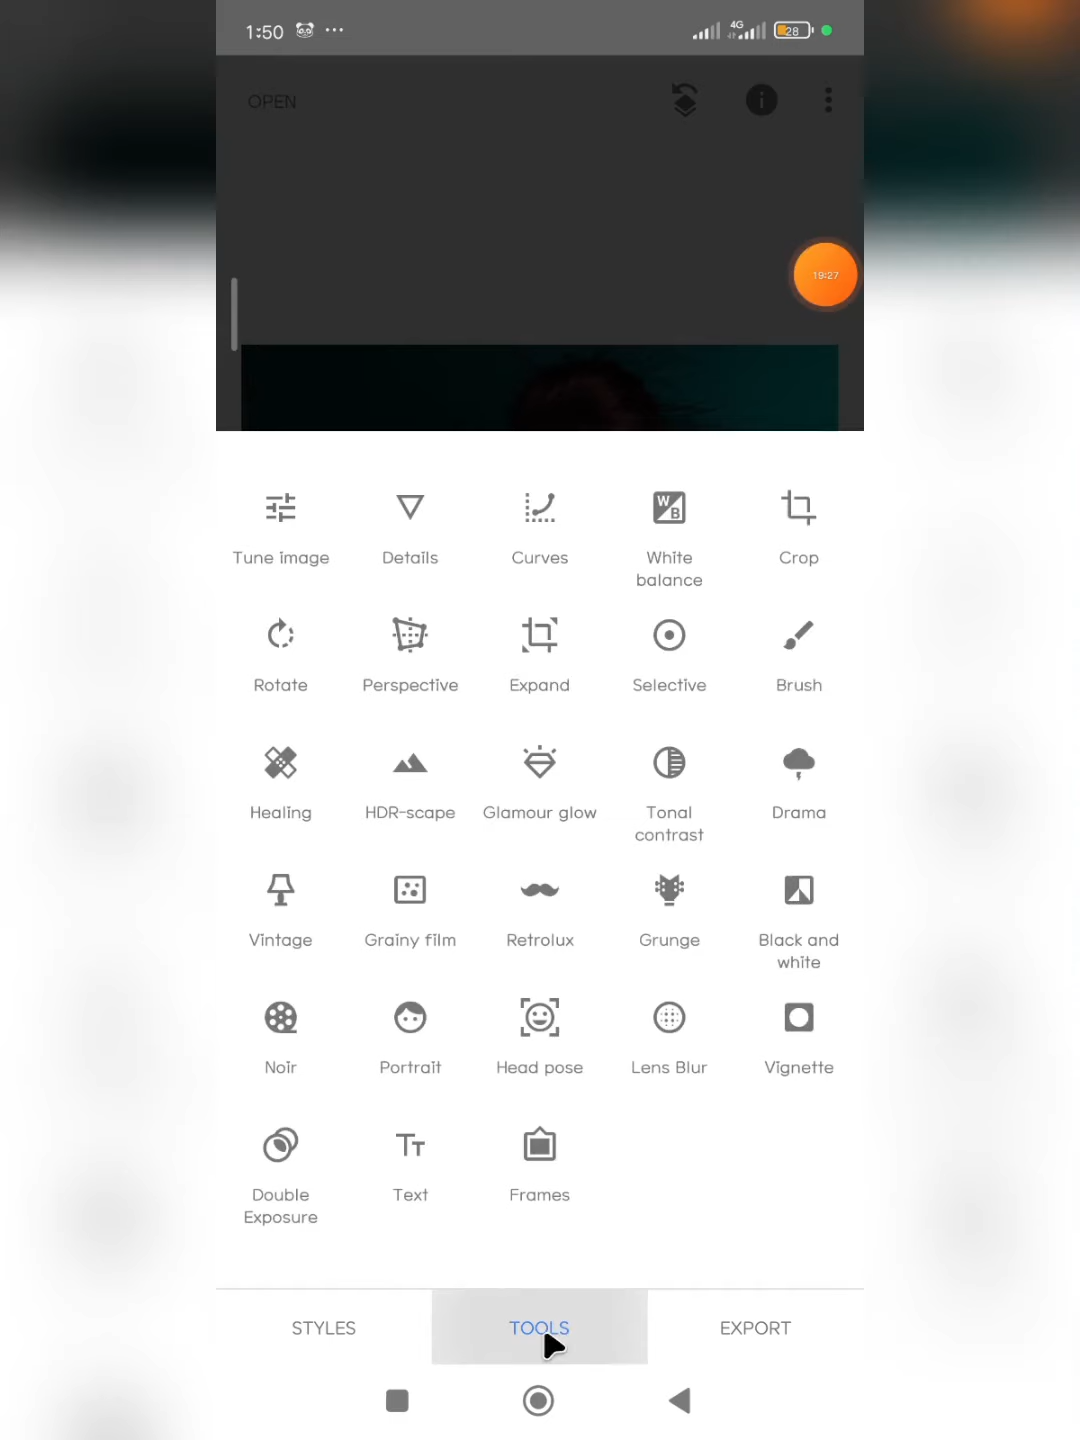 1:50 ... 4G 28
OPEN
19:27
Tune image Details Curves White balance Crop
Rotate Perspective Expand Selective Brush
Healing HDR-scape Glamour glow Tonal contrast Drama
Vintage Grainy film Retrolux Grunge Black and white
Noir Portrait Head pose Lens Blur Vignette
Double Exposure Text Frames
STYLES TOOLS EXPORT